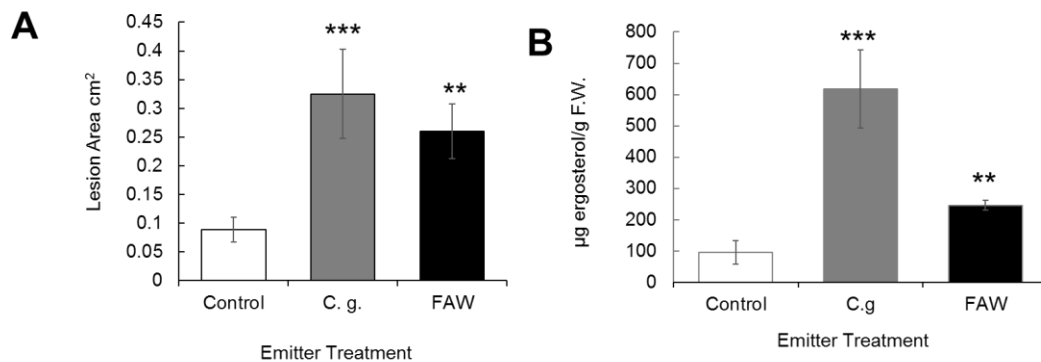 A
Lesion Area cm²
0.45
0.4
0.35
0.3
0.25
0.2
0.15
0.1
0.05
0
***
**
Control
C. g.
FAW
Emitter Treatment
B
µg ergosterol/g F.W.
800
700
600
500
400
300
200
100
0
***
**
Control
C.g
FAW
Emitter Treatment